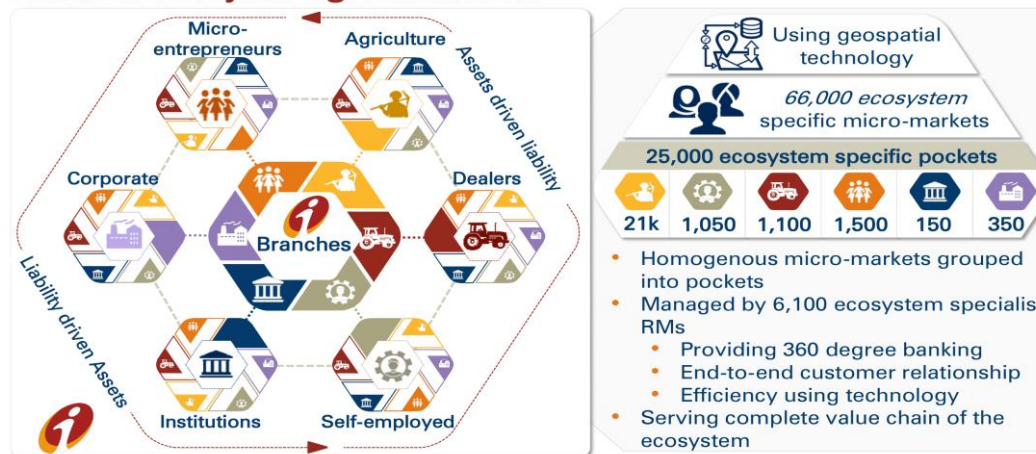 Micro-
entrepreneurs
Agriculture
Assets driven liability
Corporate
Dealers
Branches
Liability driven Assets
Institutions
Self-employed
Using geospatial
technology
66,000 ecosystem
specific micro-markets
25,000 ecosystem specific pockets
21k 1,050 1,100 1,500 150 350
• Homogenous micro-markets grouped
into pockets
• Managed by 6,100 ecosystem specialis
RMs
• Providing 360 degree banking
• End-to-end customer relationship
• Efficiency using technology
• Serving complete value chain of the
ecosystem